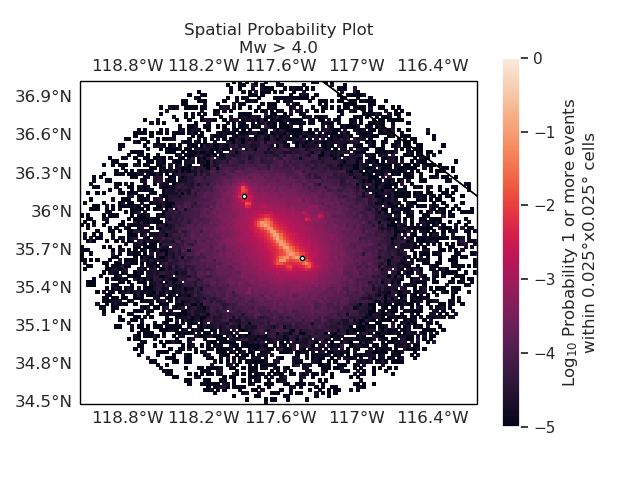 Spatial Probability Plot
Mw > 4.0
118.8°W 118.2°W 117.6°W 117°W 116.4°W
36.9°N
36.6°N
36.3°N
36°N
35.7°N
35.4°N
35.1°N
34.8°N
34.5°N
118.8°W 118.2°W 117.6°W 117°W 116.4°W
0
−1
−2
−3
−4
−5
Log₁₀ Probability 1 or more events
within 0.025°x0.025° cells